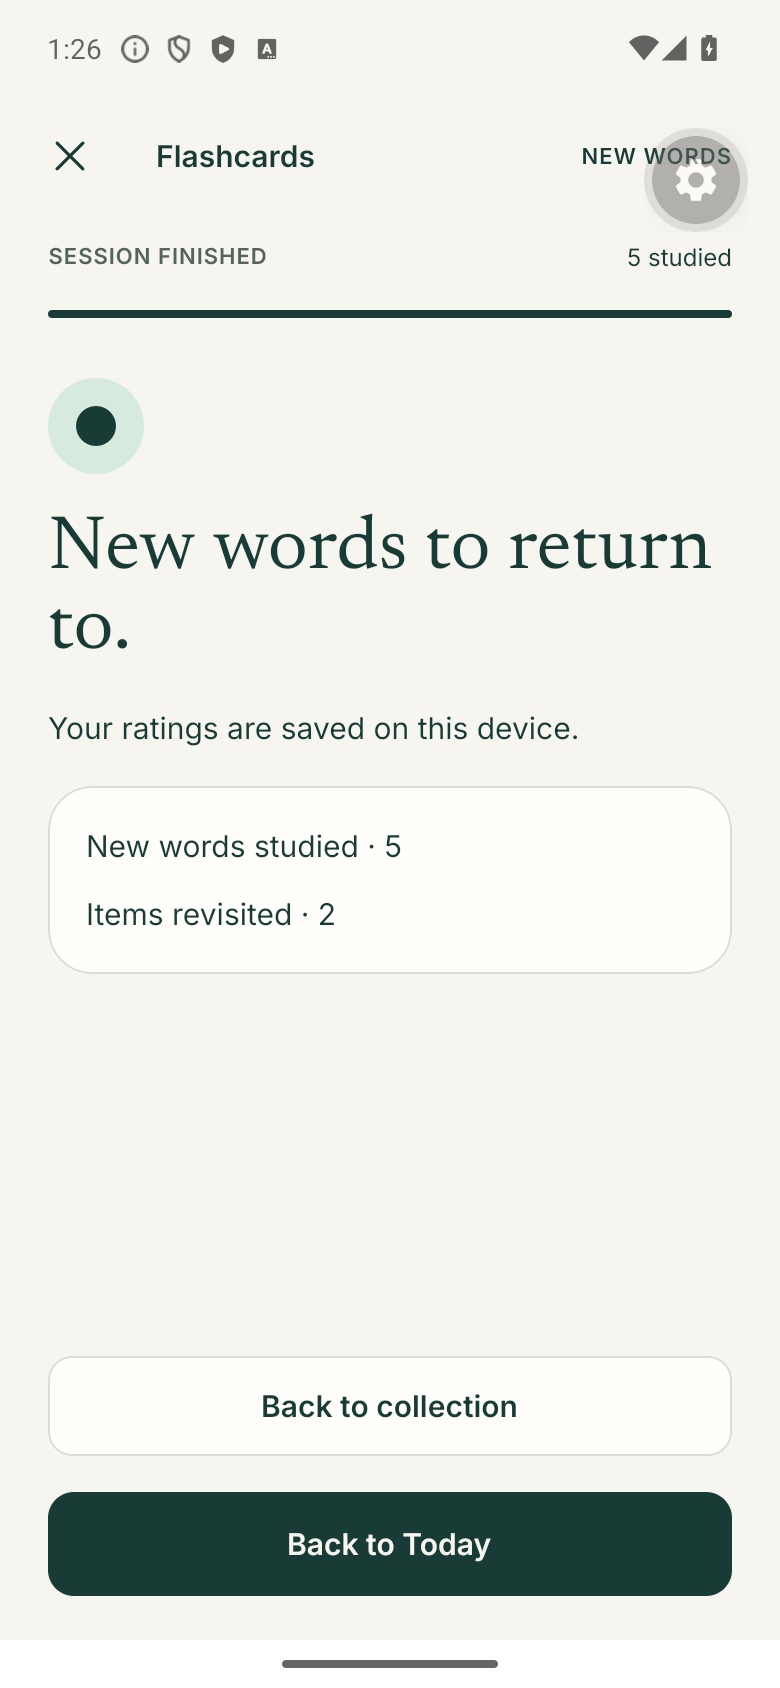 1:26
Flashcards
NEW WORDS
SESSION FINISHED
5 studied
New words to return
to.
Your ratings are saved on this device.
New words studied · 5
Items revisited · 2
Back to collection
Back to Today